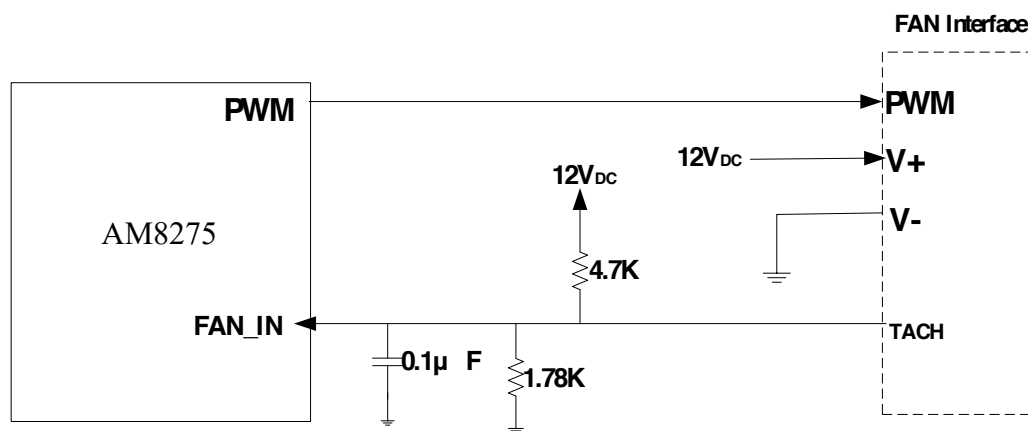 FAN Interface
PWM
PWM
12VDC
V+
12VDC
V-
AM8275
4.7K
FAN_IN
TACH
0.1µ F
1.78K